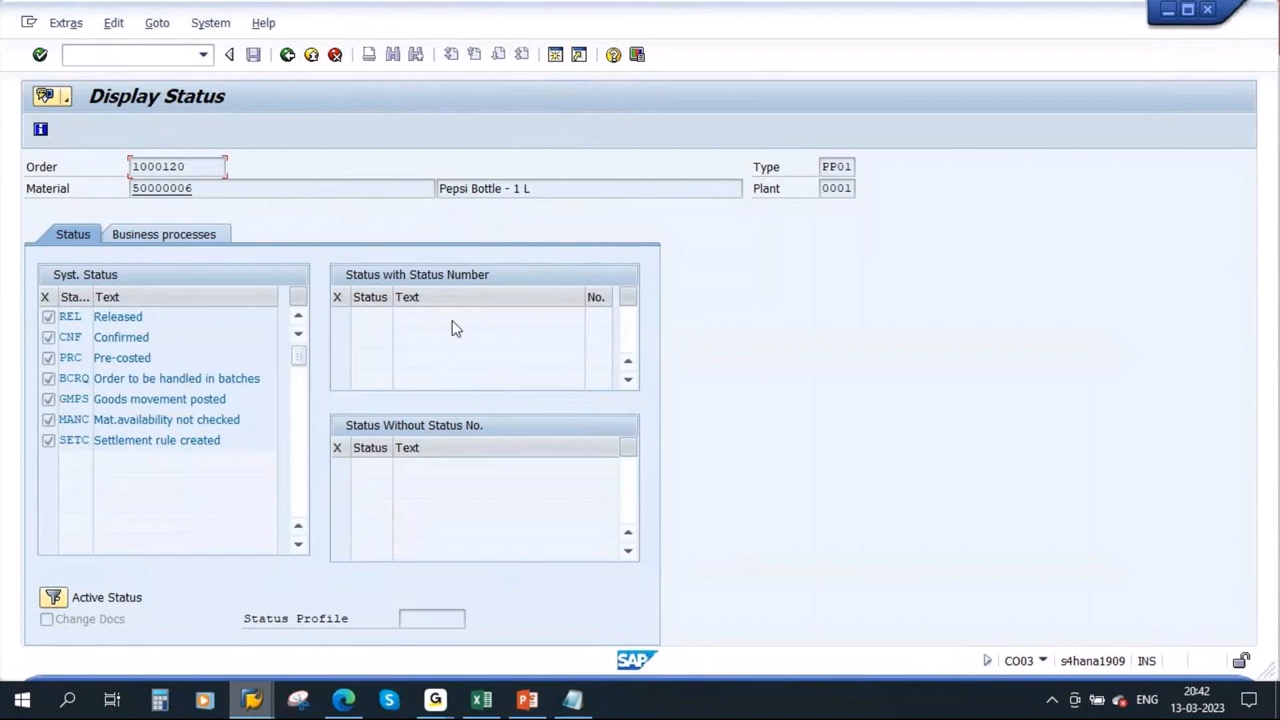 Extras Edit Goto System Help
Display Status
Order 1000120 Type PP01
Material 50000006 Pepsi Bottle - 1 L Plant 0001
Status Business processes
Syst. Status
X Sta... Text
REL Released
CNF Confirmed
PRC Pre-costed
BCRQ Order to be handled in batches
GMPS Goods movement posted
MANC Mat.availability not checked
SETC Settlement rule created
Status with Status Number
X Status Text No.
Status Without Status No.
X Status Text
Active Status
Change Docs Status Profile
SAP CO03 s4hana1909 INS
ENG 20:42
13-03-2023